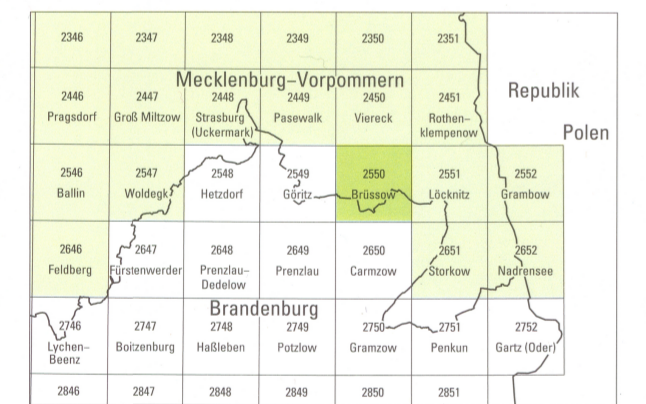 2346 2347 2348 2349 2350 2351
Mecklenburg–Vorpommern
Republik
Polen
2446 2447 2448 2449 2450 2451
Pragsdorf Groß Miltzow Strasburg Pasewalk Viereck Rothen-
(Uckermark) klempenow
2546 2547 2548 2549 2550 2551 2552
Ballin Woldegk Hetzdorf Göritz Brüssow Löcknitz Grambow
2646 2647 2648 2649 2650 2651 2652
Feldberg Fürstenwerder Prenzlau- Prenzlau Carmzow Storkow Nadrensee
Dedelow
Brandenburg
2746 2747 2748 2749 2750 2751 2752
Lychen- Boitzenburg Haßleben Potzlow Gramzow Penkun Gartz (Oder)
Beenz
2846 2847 2848 2849 2850 2851